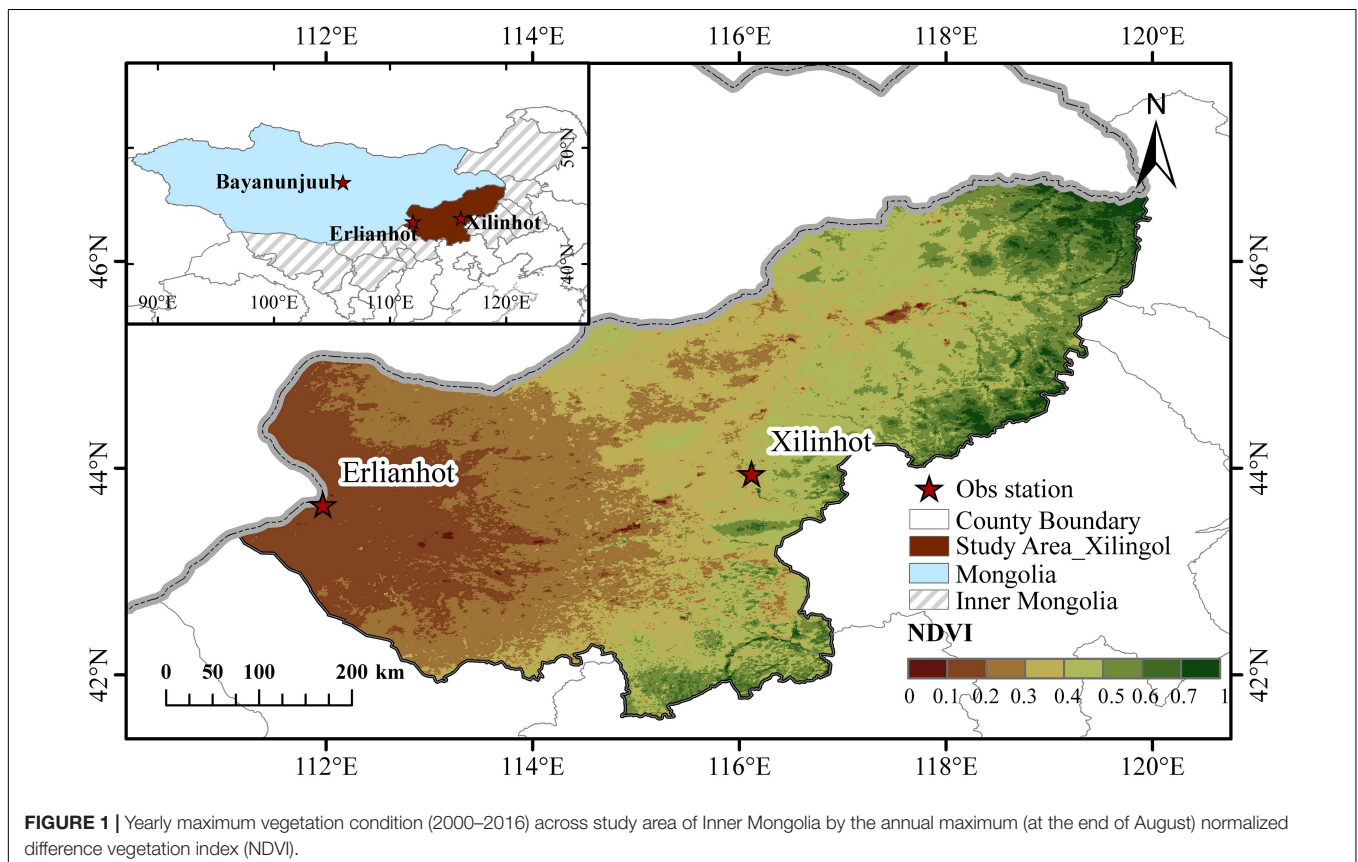 112°E 114°E 116°E 118°E 120°E
N
50°N
Bayanunjuul
Erlianhot Xilinhot
40°N
90°E 100°E 110°E 120°E
46°N 46°N
Xilinhot
Erlianhot
44°N 44°N
Obs station
County Boundary
Study Area_Xilingol
Mongolia
Inner Mongolia
NDVI
0 50 100 200 km
42°N 42°N
0 0.1 0.2 0.3 0.4 0.5 0.6 0.7 1
112°E 114°E 116°E 118°E 120°E
FIGURE 1 | Yearly maximum vegetation condition (2000–2016) across study area of Inner Mongolia by the annual maximum (at the end of August) normalized
difference vegetation index (NDVI).